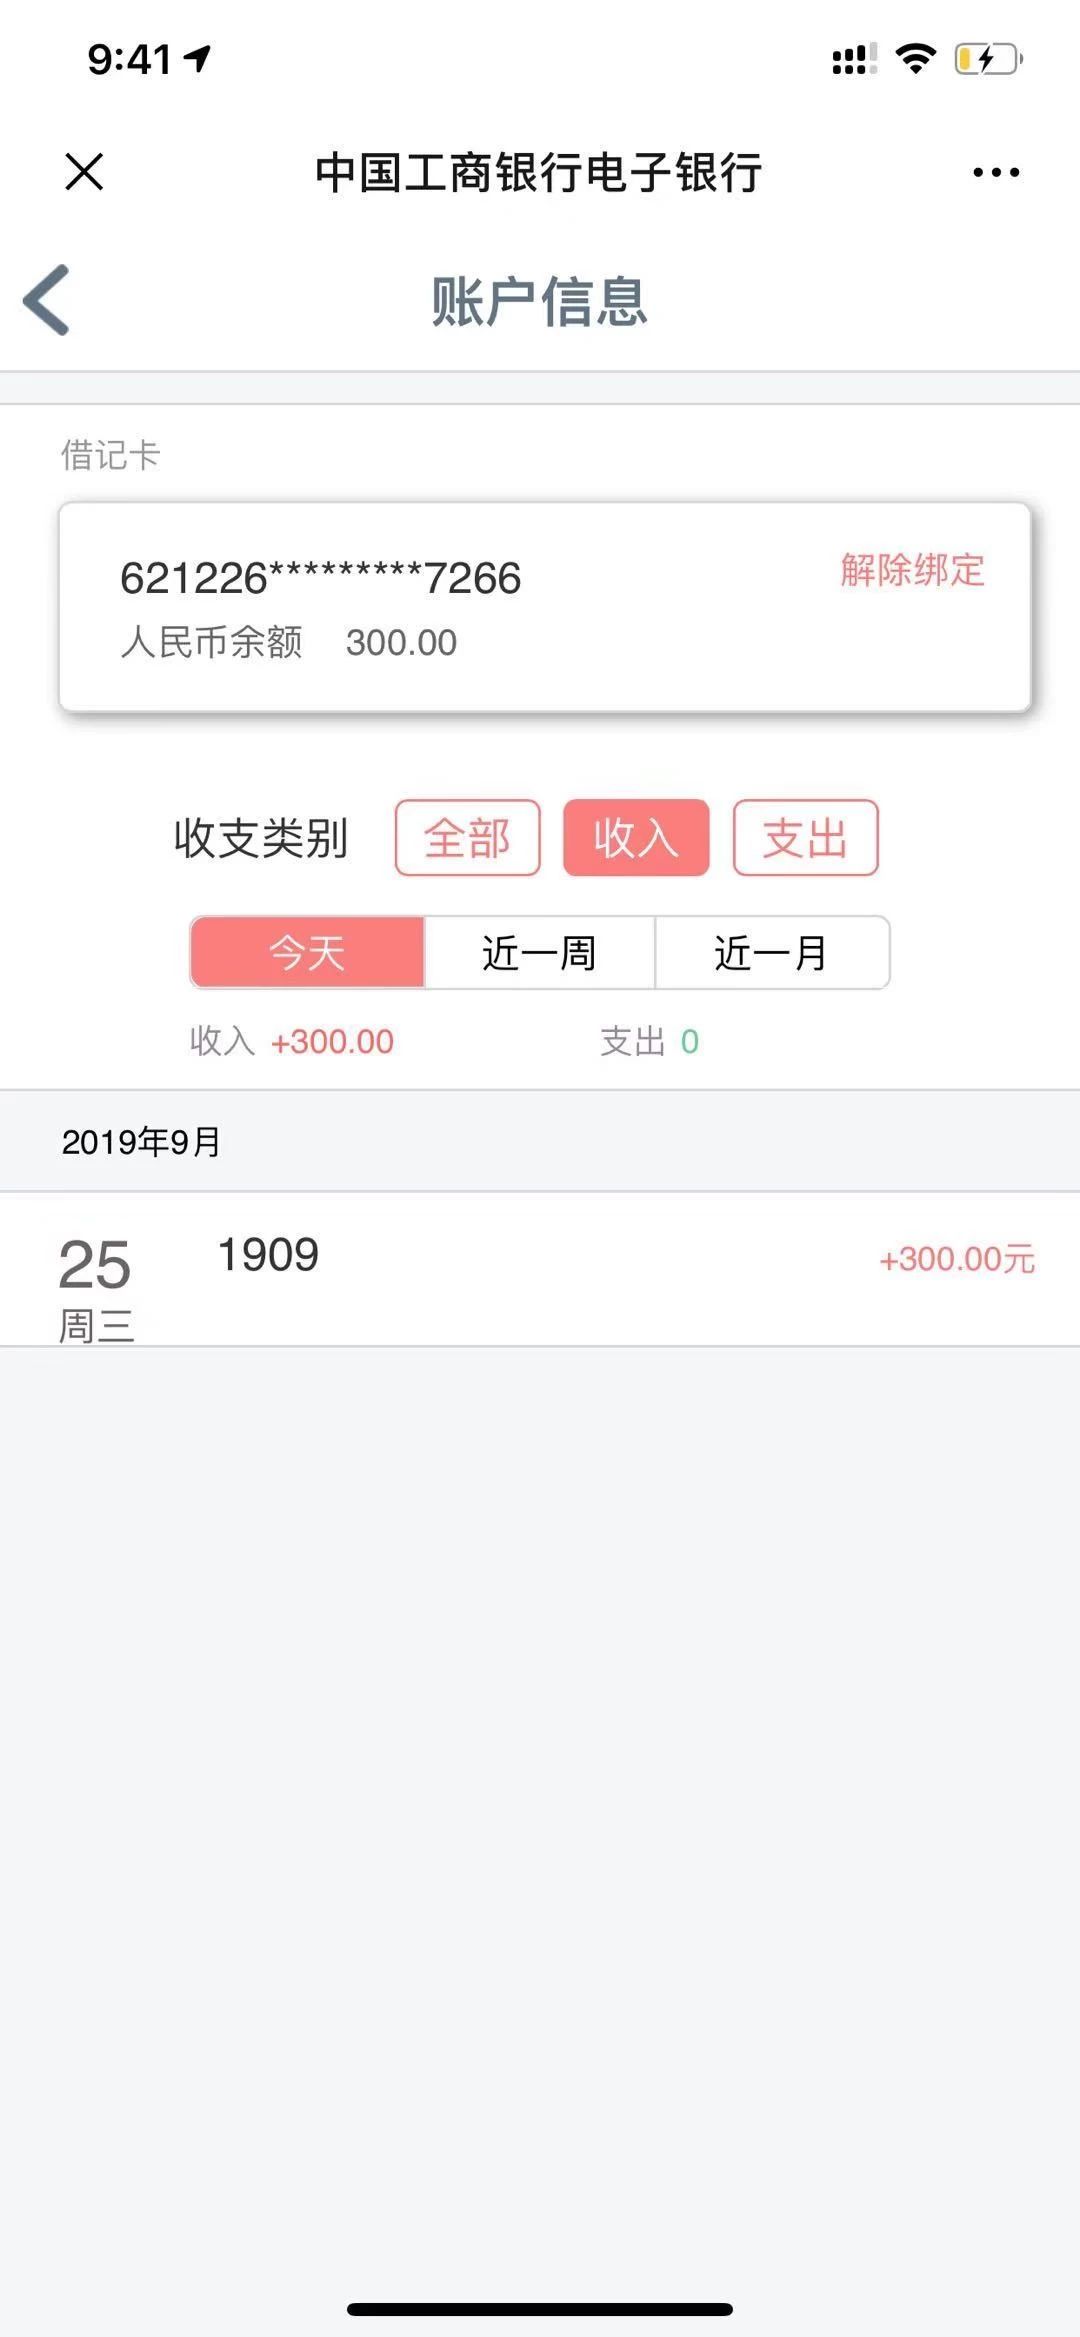 9:41
中国工商银行电子银行
账户信息
借记卡
621226*********7266
解除绑定
人民币余额 300.00
收支类别 全部 收入 支出
今天 近一周 近一月
收入 +300.00 支出 0
2019年9月
25 1909 +300.00元
周三